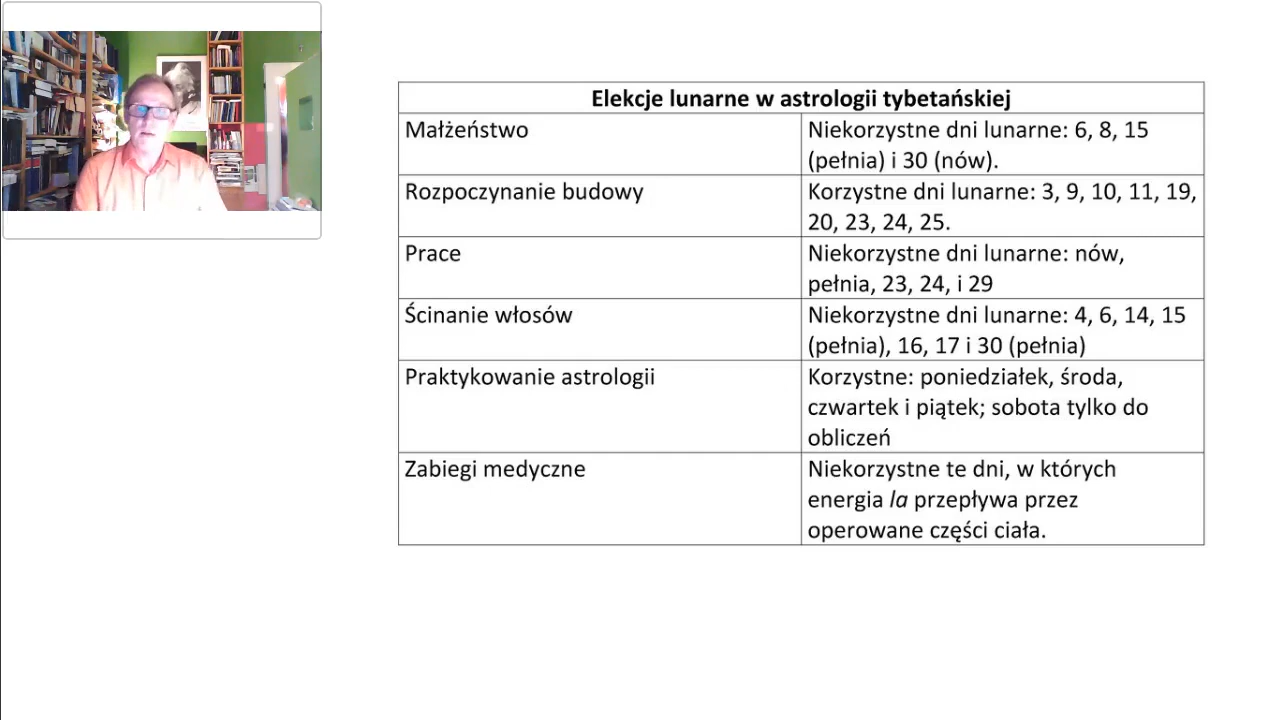 Elekcje lunarne w astrologii tybetańskiej
Małżeństwo
Niekorzystne dni lunarne: 6, 8, 15
(pełnia) i 30 (nów).
Rozpoczynanie budowy
Korzystne dni lunarne: 3, 9, 10, 11, 19,
20, 23, 24, 25.
Prace
Niekorzystne dni lunarne: nów,
pełnia, 23, 24, i 29
Ścinanie włosów
Niekorzystne dni lunarne: 4, 6, 14, 15
(pełnia), 16, 17 i 30 (pełnia)
Praktykowanie astrologii
Korzystne: poniedziałek, środa,
czwartek i piątek; sobota tylko do
obliczeń
Zabiegi medyczne
Niekorzystne te dni, w których
energia la przepływa przez
operowane części ciała.